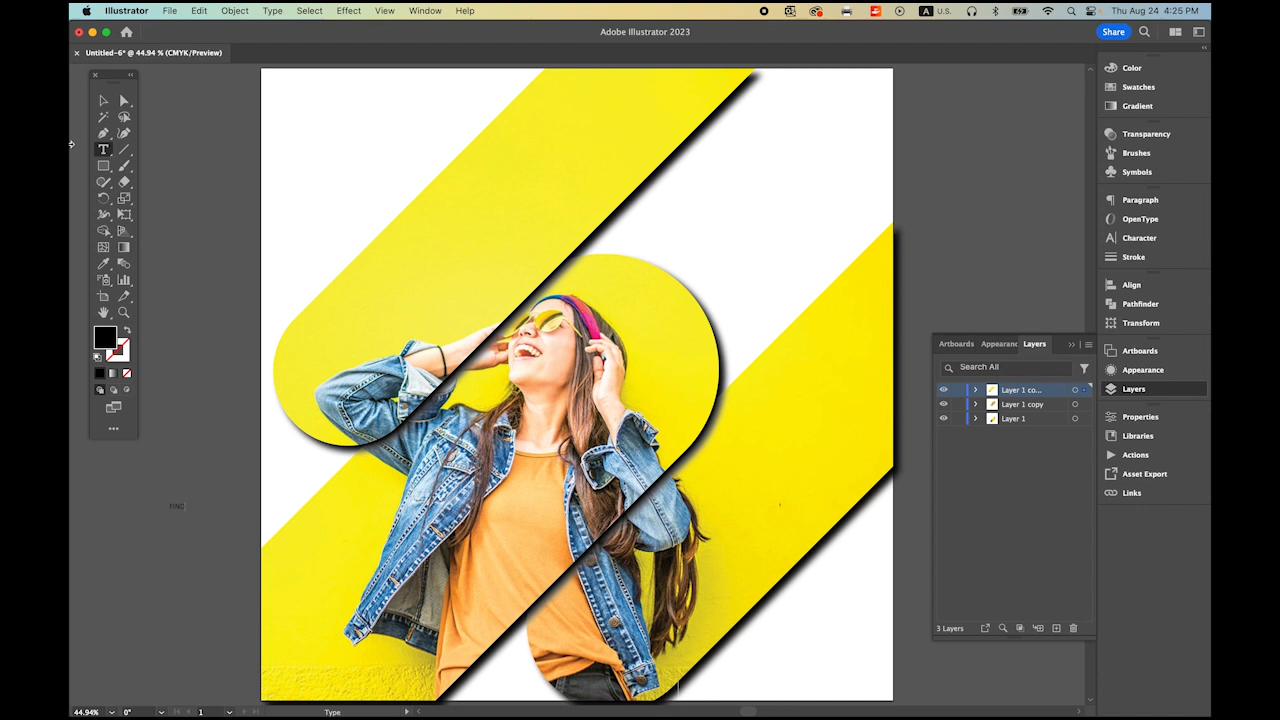 Illustrator File Edit Object Type Select Effect View Window Help
A U.S. Thu Aug 24 4:25 PM
Adobe Illustrator 2023
Share
Untitled-6* @ 44.94 % (CMYK/Preview)
Color
Swatches
Gradient
Transparency
Brushes
Symbols
Paragraph
OpenType
Character
Stroke
Align
Pathfinder
Transform
Artboards
Appearance
Layers
Properties
Libraries
Actions
Asset Export
Links
Artboards Appearanc Layers
Search All
Layer 1 co...
Layer 1 copy
Layer 1
3 Layers
FIND
44.94% 0° 1 Type